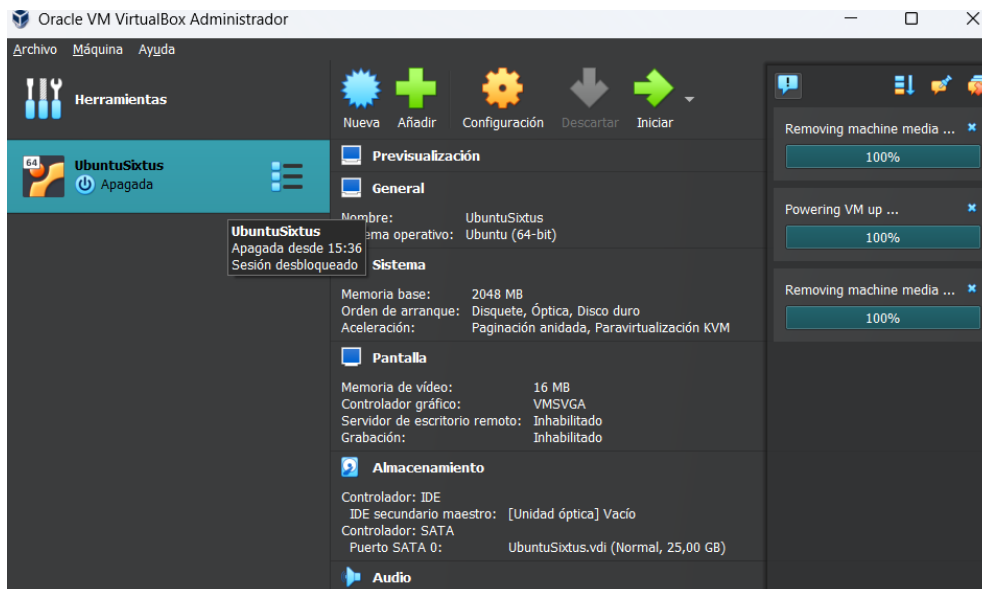 Oracle VM VirtualBox Administrador
Archivo Máquina Ayuda
Herramientas
64
UbuntuSixtus
Apagada
UbuntuSixtus
Apagada desde 15:36
Sesión desbloqueado
Nueva Añadir Configuración Descartar Iniciar
Previsualización
General
Nombre: UbuntuSixtus
ema operativo: Ubuntu (64-bit)
Sistema
Memoria base: 2048 MB
Orden de arranque: Disquete, Óptica, Disco duro
Aceleración: Paginación anidada, Paravirtualización KVM
Pantalla
Memoria de vídeo: 16 MB
Controlador gráfico: VMSVGA
Servidor de escritorio remoto: Inhabilitado
Grabación: Inhabilitado
Almacenamiento
Controlador: IDE
IDE secundario maestro: [Unidad óptica] Vacío
Controlador: SATA
Puerto SATA 0: UbuntuSixtus.vdi (Normal, 25,00 GB)
Audio
Removing machine media ...
100%
Powering VM up ...
100%
Removing machine media ...
100%